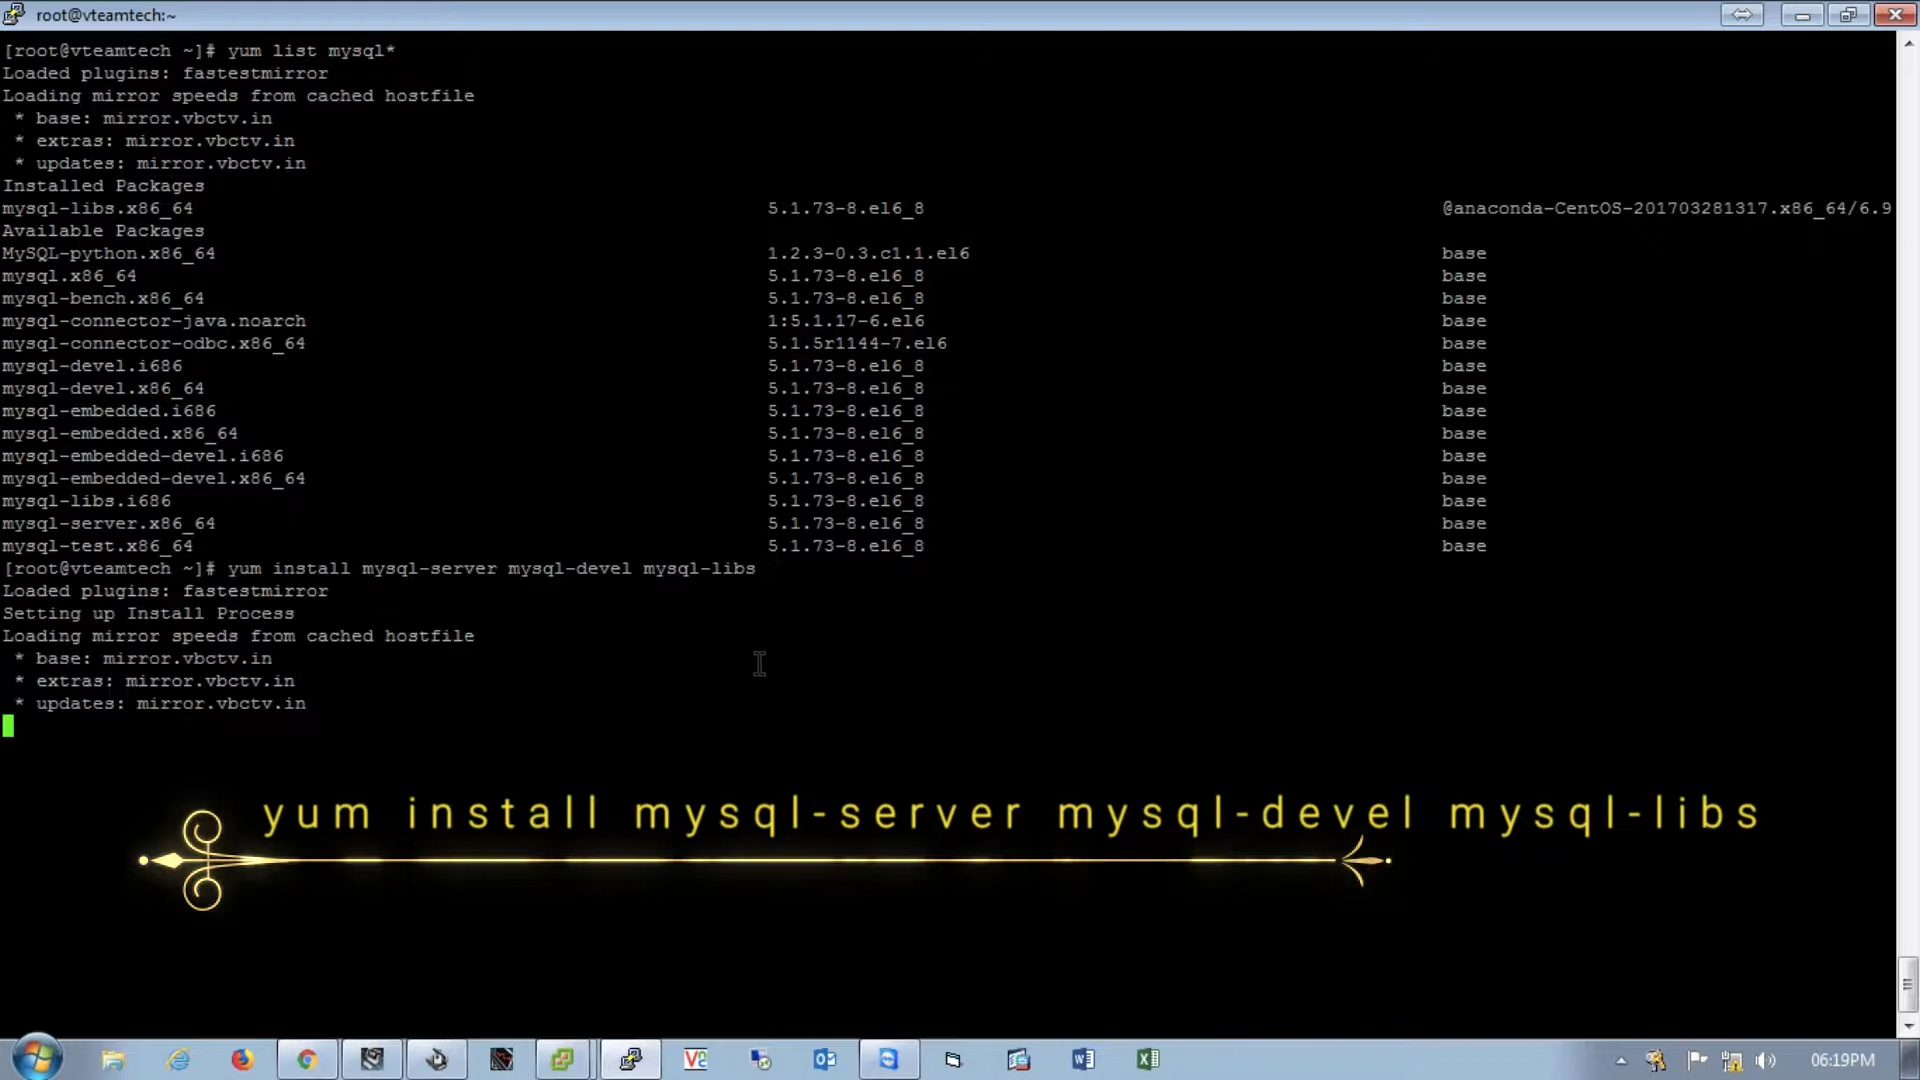 root@vteamtech:~
[root@vteamtech ~]# yum list mysql*
Loaded plugins: fastestmirror
Loading mirror speeds from cached hostfile
 * base: mirror.vbctv.in
 * extras: mirror.vbctv.in
 * updates: mirror.vbctv.in
Installed Packages
mysql-libs.x86_64 5.1.73-8.el6_8 @anaconda-CentOS-201703281317.x86_64/6.9
Available Packages
MySQL-python.x86_64 1.2.3-0.3.c1.1.el6 base
mysql.x86_64 5.1.73-8.el6_8 base
mysql-bench.x86_64 5.1.73-8.el6_8 base
mysql-connector-java.noarch 1:5.1.17-6.el6 base
mysql-connector-odbc.x86_64 5.1.5r1144-7.el6 base
mysql-devel.i686 5.1.73-8.el6_8 base
mysql-devel.x86_64 5.1.73-8.el6_8 base
mysql-embedded.i686 5.1.73-8.el6_8 base
mysql-embedded.x86_64 5.1.73-8.el6_8 base
mysql-embedded-devel.i686 5.1.73-8.el6_8 base
mysql-embedded-devel.x86_64 5.1.73-8.el6_8 base
mysql-libs.i686 5.1.73-8.el6_8 base
mysql-server.x86_64 5.1.73-8.el6_8 base
mysql-test.x86_64 5.1.73-8.el6_8 base
[root@vteamtech ~]# yum install mysql-server mysql-devel mysql-libs
Loaded plugins: fastestmirror
Setting up Install Process
Loading mirror speeds from cached hostfile
 * base: mirror.vbctv.in
 * extras: mirror.vbctv.in
 * updates: mirror.vbctv.in
yum install mysql-server mysql-devel mysql-libs
06:19PM